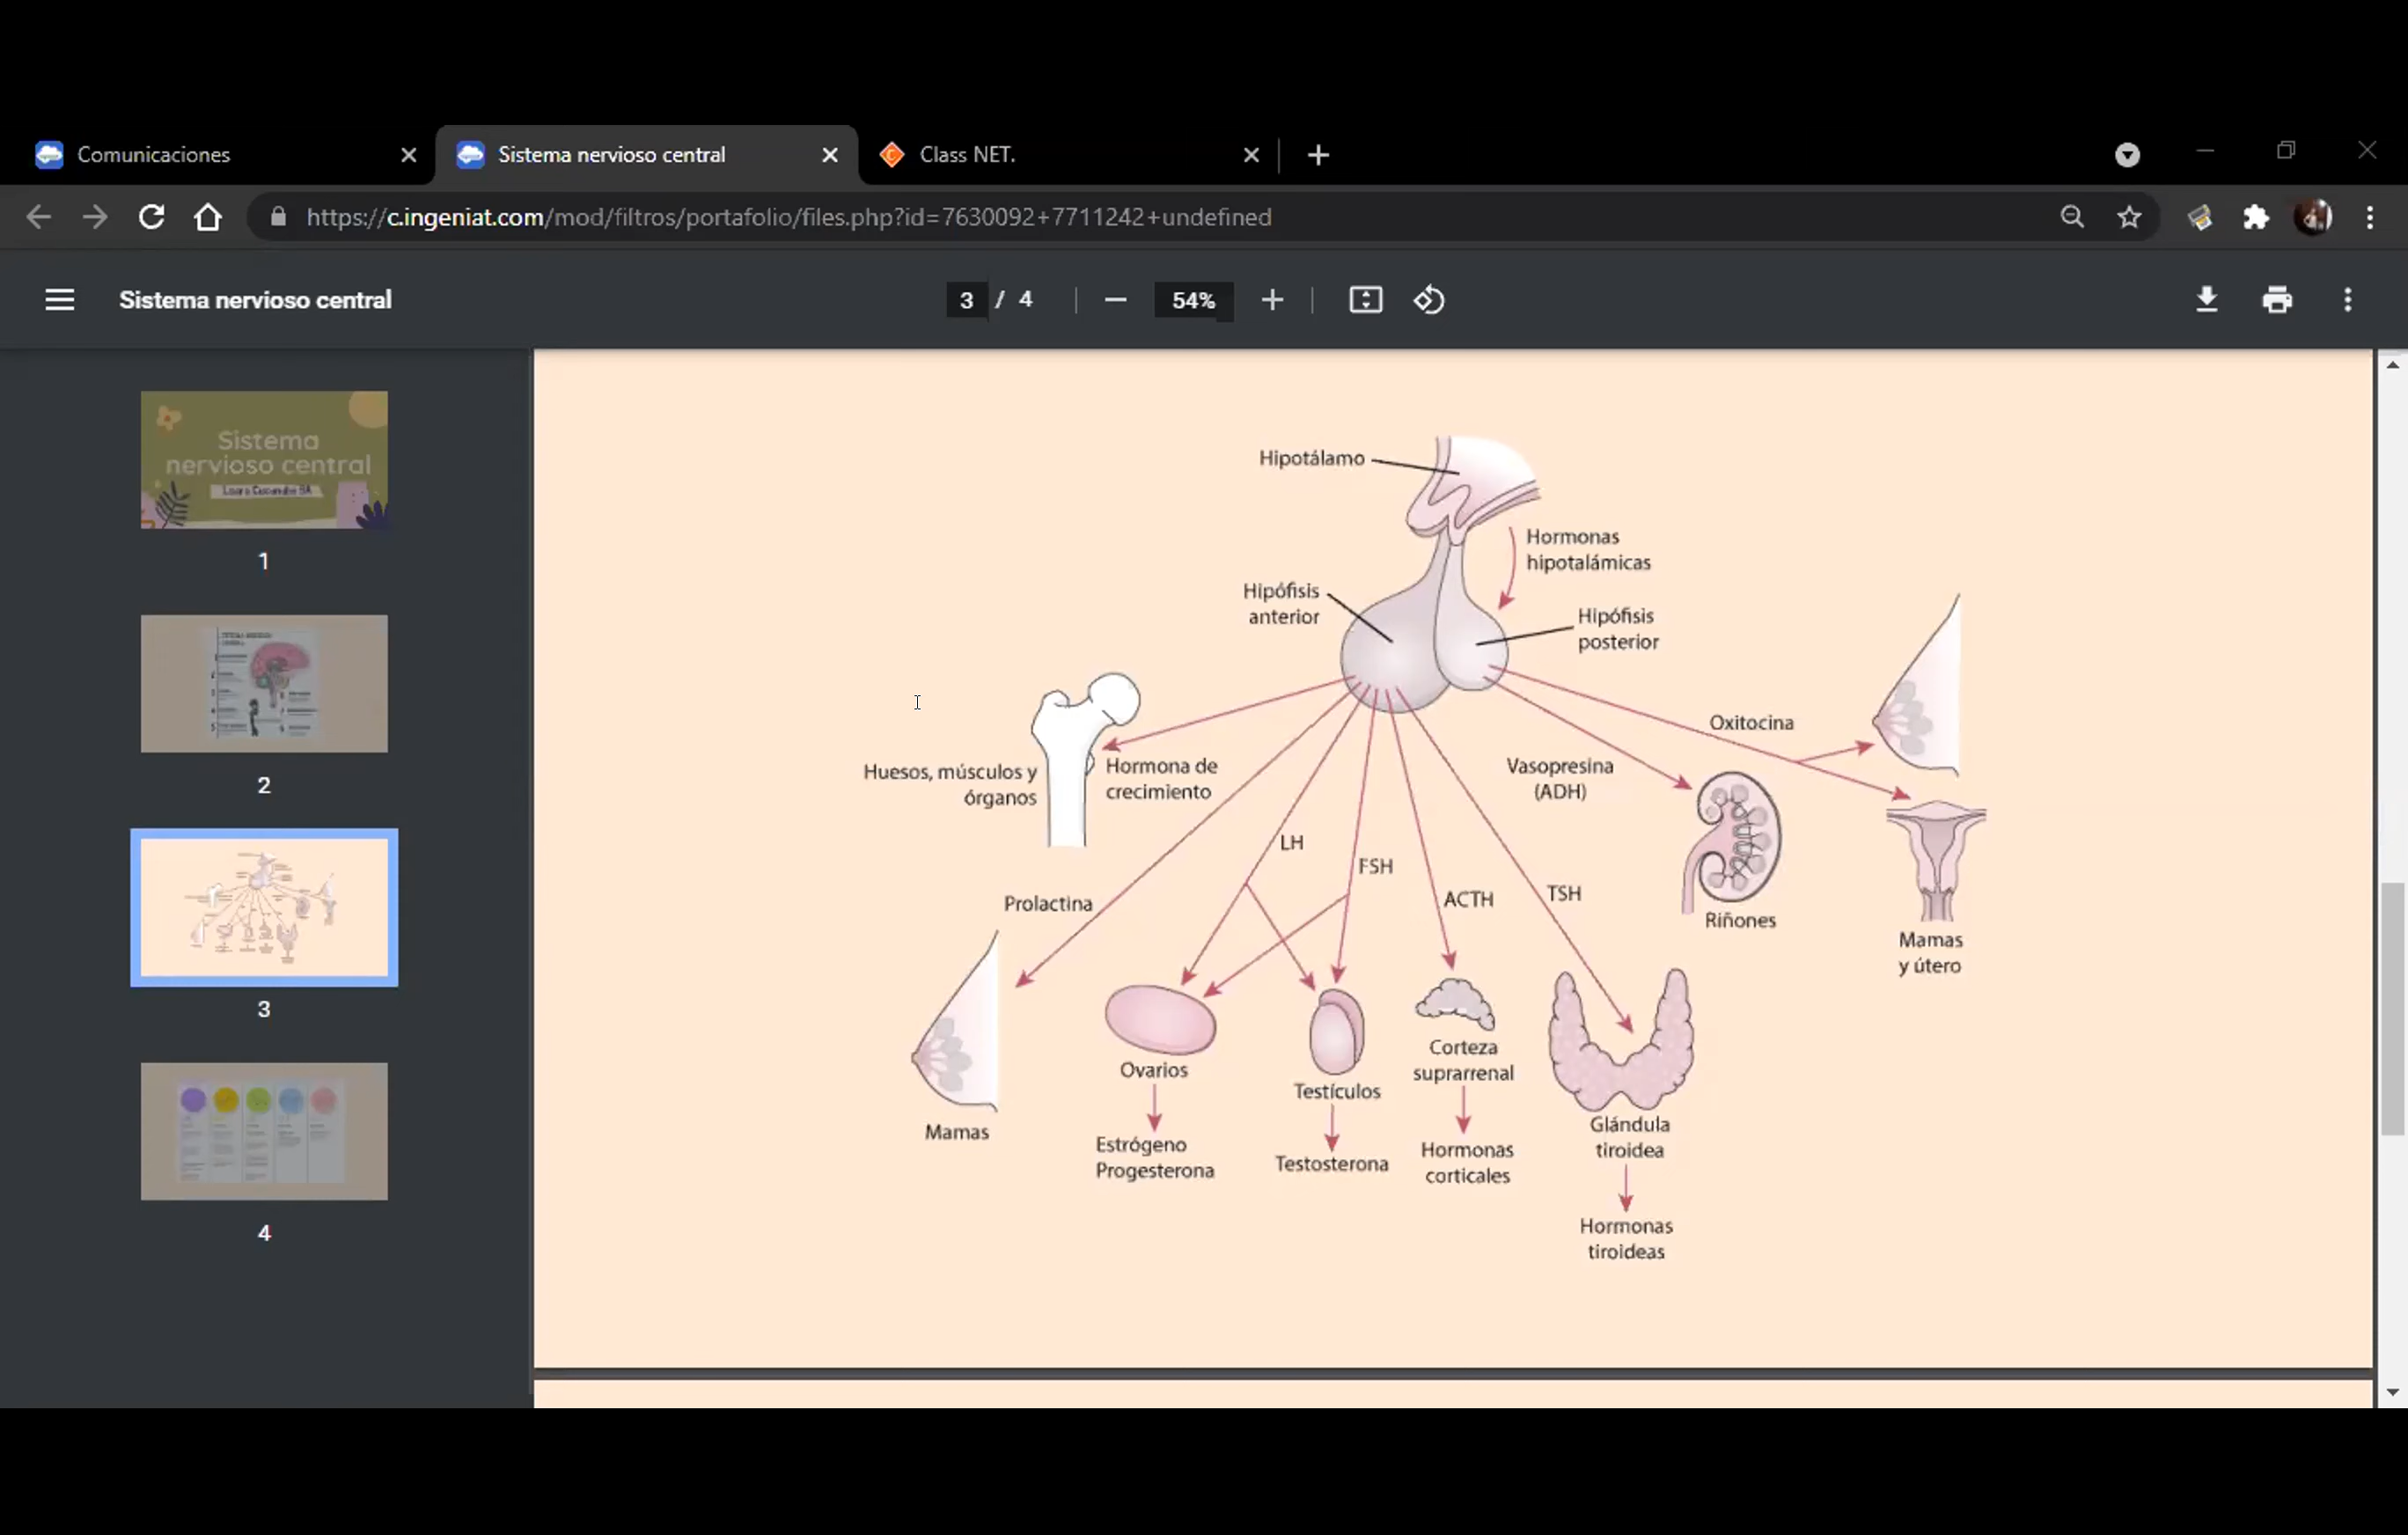 Comunicaciones
Sistema nervioso central
Class NET.
https://c.ingeniat.com/mod/filtros/portafolio/files.php?id=7630092+7711242+undefined
Sistema nervioso central
3 / 4
54%
Sistema
nervioso central
1
2
3
4
Hipotálamo
Hormonas
hipotalámicas
Hipófisis
anterior
Hipófisis
posterior
Oxitocina
Huesos, músculos y
órganos
Hormona de
crecimiento
Vasopresina
(ADH)
LH
FSH
Prolactina
ACTH
TSH
Riñones
Mamas
y útero
Mamas
Ovarios
Estrógeno
Progesterona
Testículos
Testosterona
Corteza
suprarrenal
Hormonas
corticales
Glándula
tiroidea
Hormonas
tiroideas